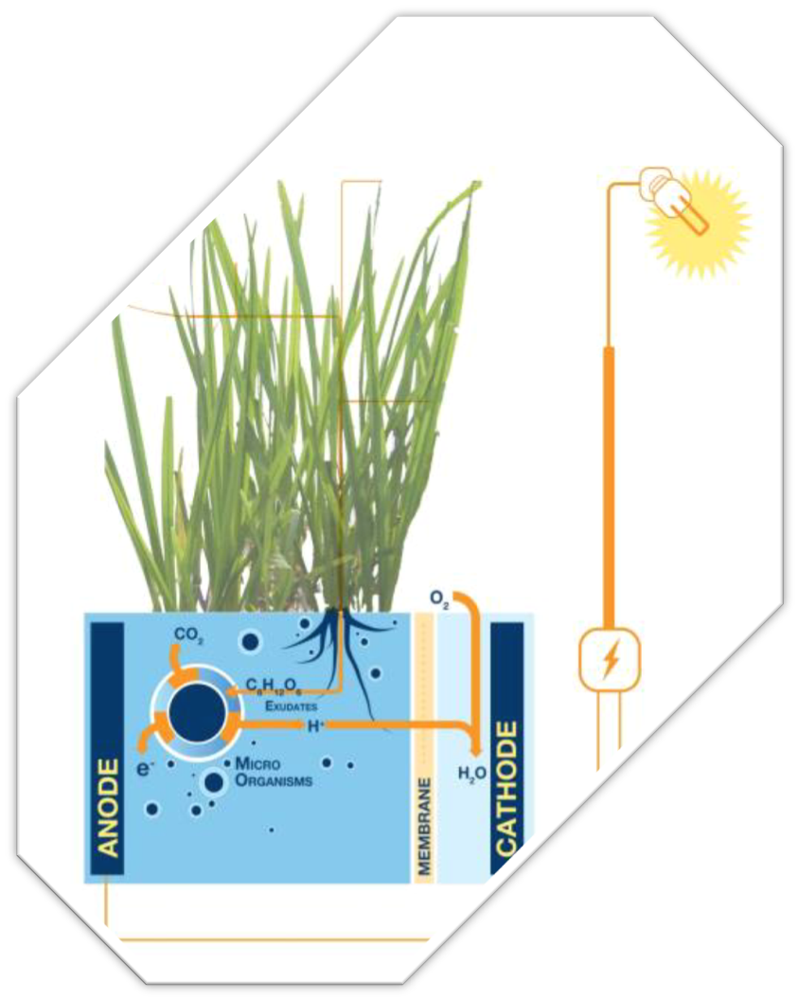 O₂
CO₂
C₆H₁₂O₆
EXUDATES
H⁺
e⁻
MICRO
ORGANISMS
H₂O
ANODE
MEMBRANE
CATHODE